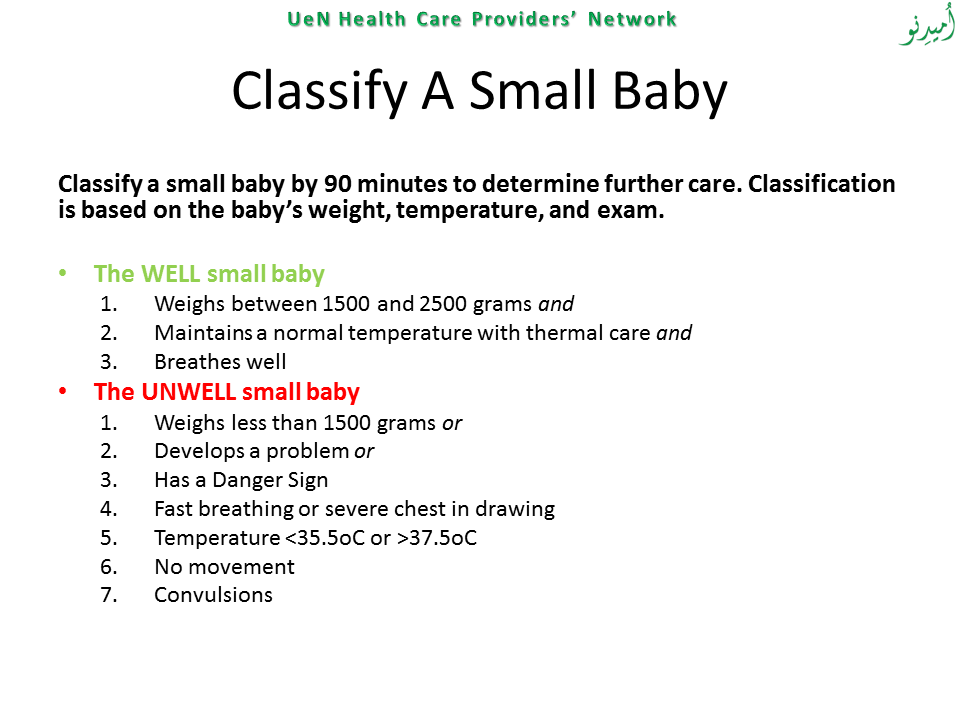 UeN Health Care Providers’ Network
اُمیدِنو
Classify A Small Baby
Classify a small baby by 90 minutes to determine further care. Classification
is based on the baby’s weight, temperature, and exam.
• The WELL small baby
1. Weighs between 1500 and 2500 grams and
2. Maintains a normal temperature with thermal care and
3. Breathes well
• The UNWELL small baby
1. Weighs less than 1500 grams or
2. Develops a problem or
3. Has a Danger Sign
4. Fast breathing or severe chest in drawing
5. Temperature <35.5oC or >37.5oC
6. No movement
7. Convulsions